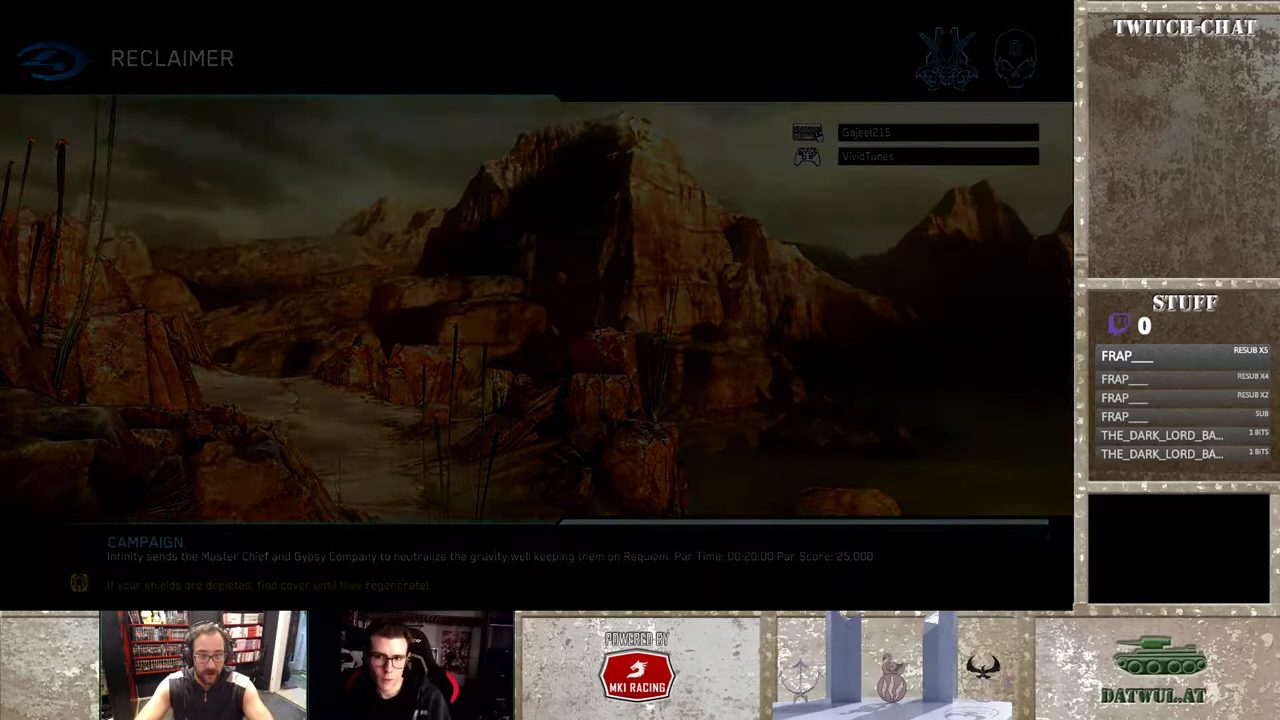 RECLAIMER
TWITCH-CHAT
Gajeel215
VividTunes
STUFF
0
FRAP___ RESUB X5
FRAP___ RESUB X4
FRAP___ RESUB X2
FRAP___ SUB
THE_DARK_LORD_BA... 1 BITS
THE_DARK_LORD_BA... 1 BITS
CAMPAIGN
Infinity sends the Master Chief and Gypsy Company to neutralize the gravity well keeping them on Requiem. Par Time: 00:20:00 Par Score: 25,000
If your shields are depleted, find cover until they regenerate!
POWERED BY
MK1 RACING
DATWUL.AT